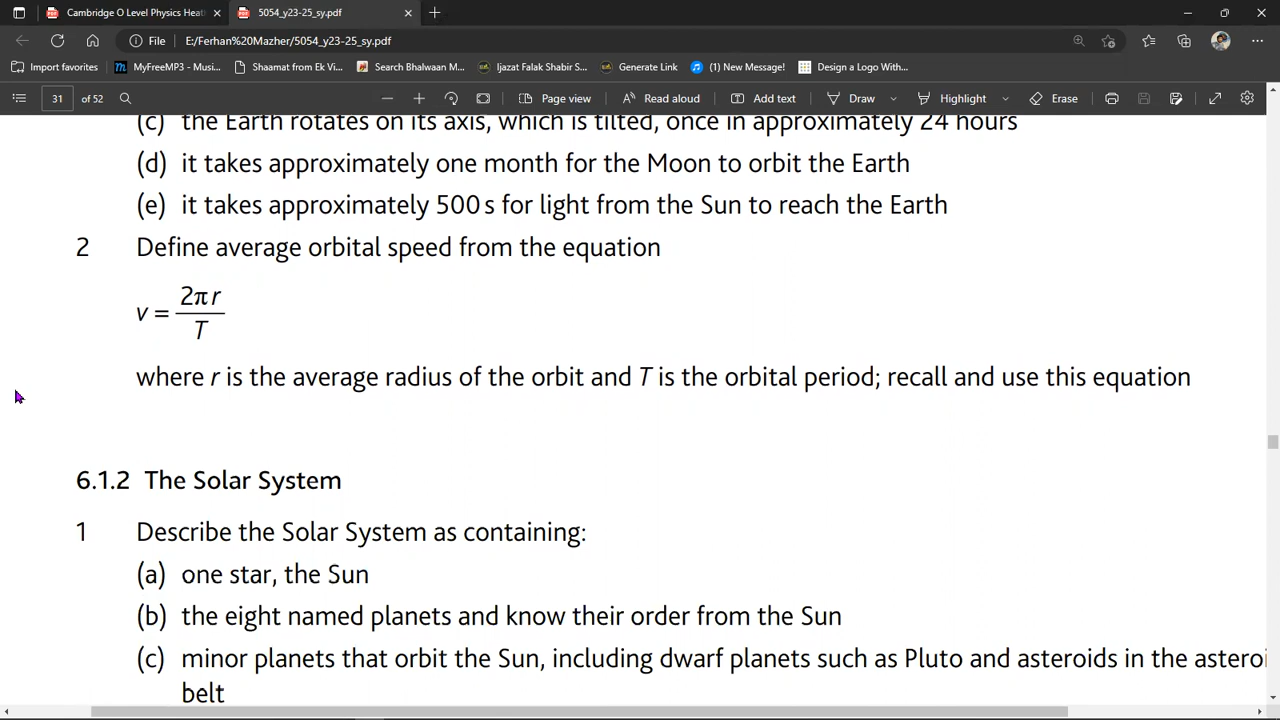 Cambridge O Level Physics Heat
5054_y23-25_sy.pdf
File
E:/Ferhan%20Mazher/5054_y23-25_sy.pdf
Import favorites
MyFreeMP3 - Musi...
Shaamat from Ek Vi...
Search Bhalwaan M...
Ijazat Falak Shabir S...
Generate Link
(1) New Message!
Design a Logo With...
31 of 52
Page view
Read aloud
Add text
Draw
Highlight
Erase
(c) the Earth rotates on its axis, which is tilted, once in approximately 24 hours
(d) it takes approximately one month for the Moon to orbit the Earth
(e) it takes approximately 500 s for light from the Sun to reach the Earth
2 Define average orbital speed from the equation
v = 2πr / T
where r is the average radius of the orbit and T is the orbital period; recall and use this equation
6.1.2 The Solar System
1 Describe the Solar System as containing:
(a) one star, the Sun
(b) the eight named planets and know their order from the Sun
(c) minor planets that orbit the Sun, including dwarf planets such as Pluto and asteroids in the asteroi
belt